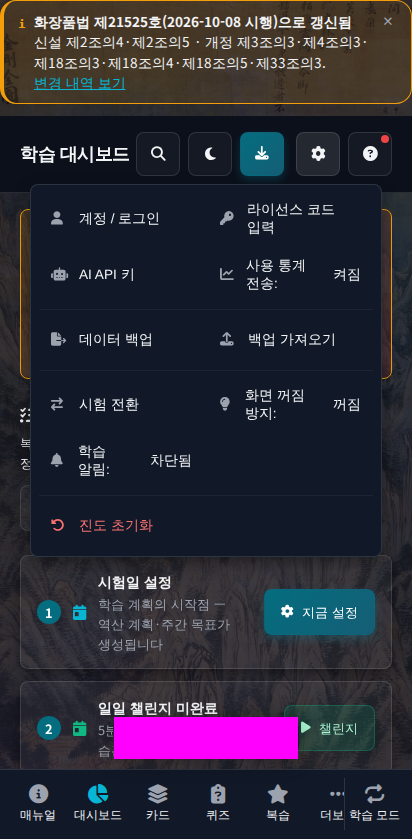 화장품법 제21525호(2026-10-08 시행)으로 갱신됨
신설 제2조의4·제2조의5 · 개정 제3조의3·제4조의3·
제18조의3·제18조의4·제18조의5·제33조의3.
변경 내역 보기
학습 대시보드
계정 / 로그인
라이선스 코드
입력
AI API 키
사용 통계
전송:
켜짐
데이터 백업
백업 가져오기
시험 전환
화면 꺼짐
방지:
꺼짐
학습
알림:
차단됨
진도 초기화
시험일 설정
1
학습 계획의 시작점 —
역산 계획·주간 목표가
생성됩니다
지금 설정
일일 챌린지 미완료
2
챌린지
매뉴얼
대시보드
카드
퀴즈
복습
더보
학습 모드